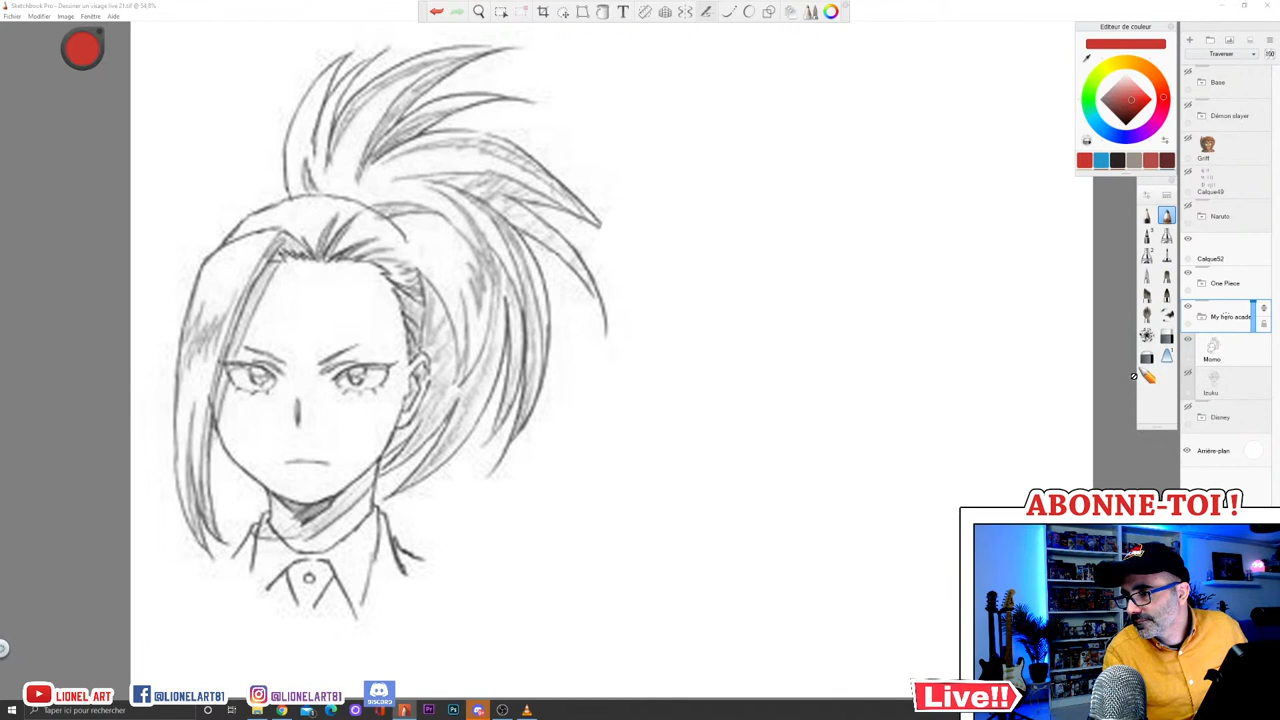 Sketchbook Pro - Dessiner un visage live 21.tif @ 54,8%
Fichier Modifier Image Fenêtre Aide
Editeur de couleur
Traverser
100
Base
Démon slayer
Griff
Calque49
Naruto
Calque52
One Piece
My hero acade
Momo
Izuku
Disney
Arrière-plan
ABONNE-TOI !
LIONEL ART
@LIONELART81
@LIONELART81
DISCORD
Live!!
Taper ici pour rechercher